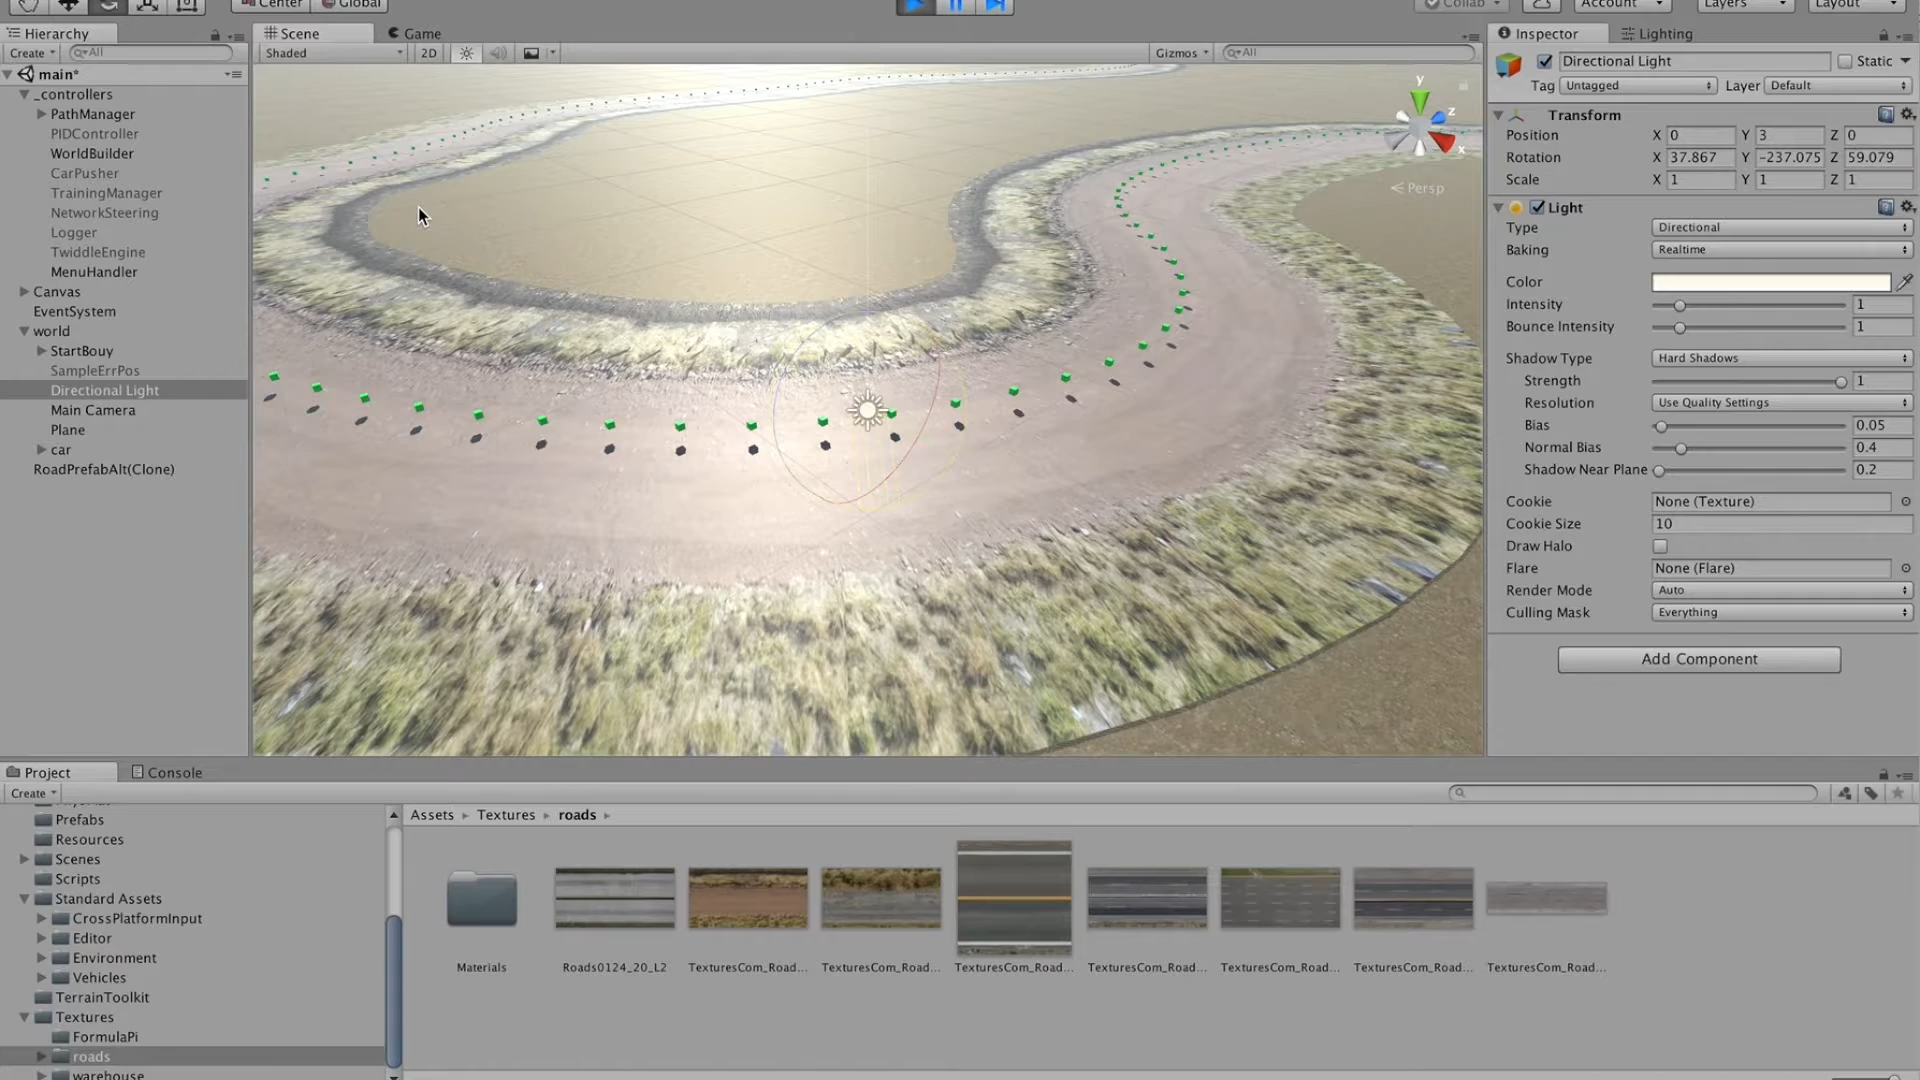 Center Global Collab Account Layers Layout
Hierarchy
Create All
main*
_controllers
PathManager
PIDController
WorldBuilder
CarPusher
TrainingManager
NetworkSteering
Logger
TwiddleEngine
MenuHandler
Canvas
EventSystem
world
StartBouy
SampleErrPos
Directional Light
Main Camera
Plane
car
RoadPrefabAlt(Clone)
Scene Game
Shaded 2D Gizmos All
y
z
x
Persp
Inspector Lighting
Directional Light Static
Tag Untagged Layer Default
Transform
Position X 0 Y 3 Z 0
Rotation X 37.867 Y -237.075 Z 59.079
Scale X 1 Y 1 Z 1
Light
Type Directional
Baking Realtime
Color
Intensity 1
Bounce Intensity 1
Shadow Type Hard Shadows
Strength 1
Resolution Use Quality Settings
Bias 0.05
Normal Bias 0.4
Shadow Near Plane 0.2
Cookie None (Texture)
Cookie Size 10
Draw Halo
Flare None (Flare)
Render Mode Auto
Culling Mask Everything
Add Component
Project Console
Create
Prefabs
Resources
Scenes
Scripts
Standard Assets
CrossPlatformInput
Editor
Environment
Vehicles
TerrainToolkit
Textures
FormulaPi
roads
warehouse
Assets Textures roads
Materials Roads0124_20_L2 TexturesCom_Road... TexturesCom_Road... TexturesCom_Road... TexturesCom_Road... TexturesCom_Road... TexturesCom_Road... TexturesCom_Road...